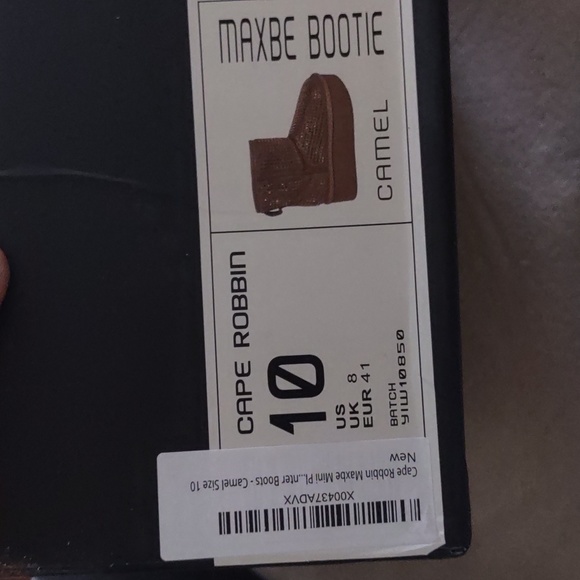 MAXBE BOOTIE
CAMEL
CAPE ROBBIN
10
US
UK 8
EUR 41
BATCH
YIW10850
X00437ADVX
Cape Robbin Maxbe Mini Pl...nter Boots - Camel Size 10
New